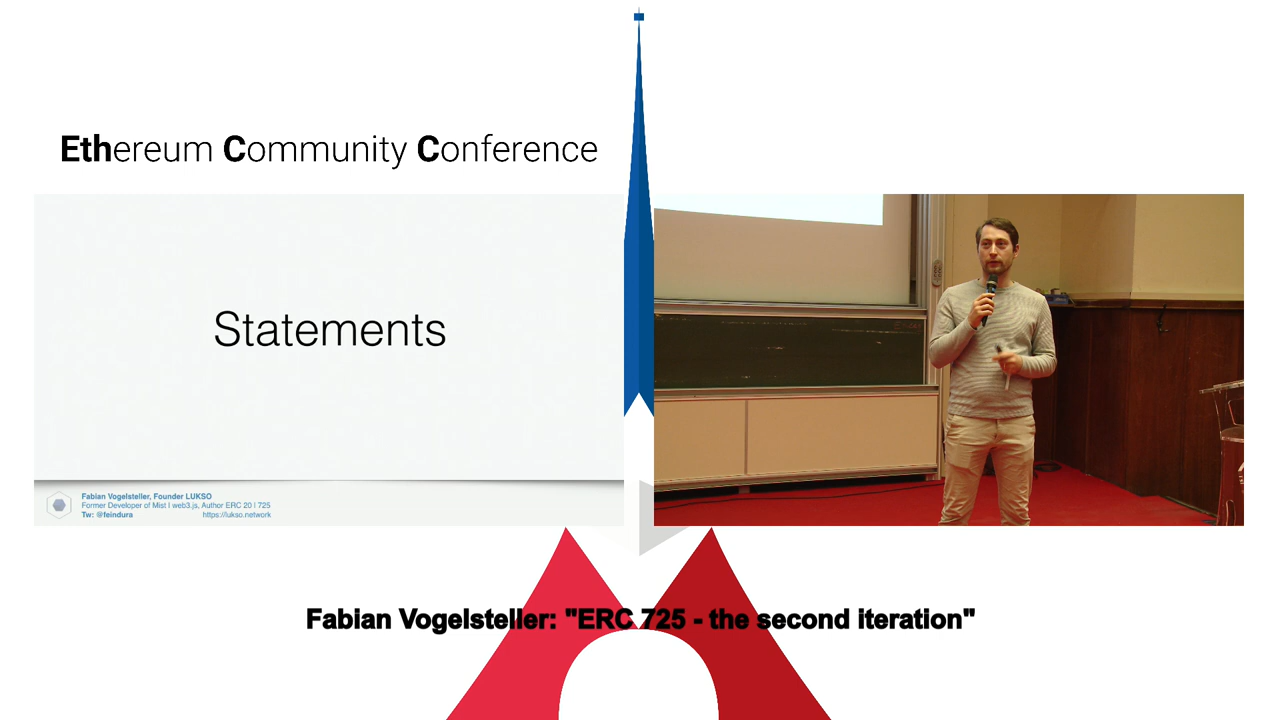 Ethereum Community Conference
Statements
Fabian Vogelsteller, Founder LUKSO
Former Developer of Mist | web3.js, Author ERC 20 | 725
Tw: @feindura https://lukso.network
Fabian Vogelsteller: "ERC 725 - the second iteration"